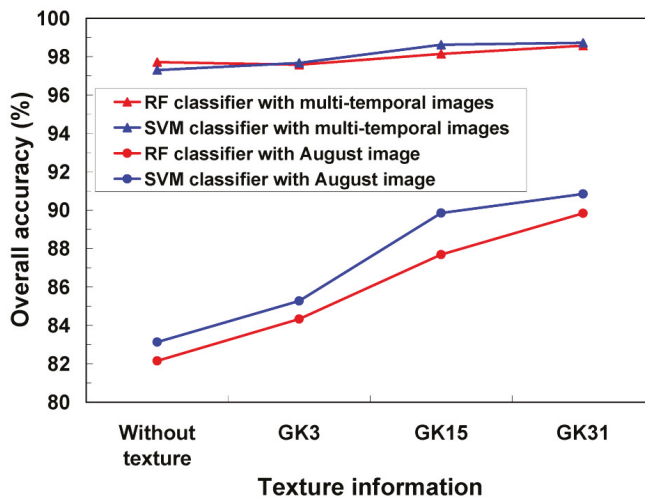 100
98
96
94
92
90
88
86
84
82
80
Overall accuracy (%)
RF classifier with multi-temporal images
SVM classifier with multi-temporal images
RF classifier with August image
SVM classifier with August image
Without texture
GK3
GK15
GK31
Texture information